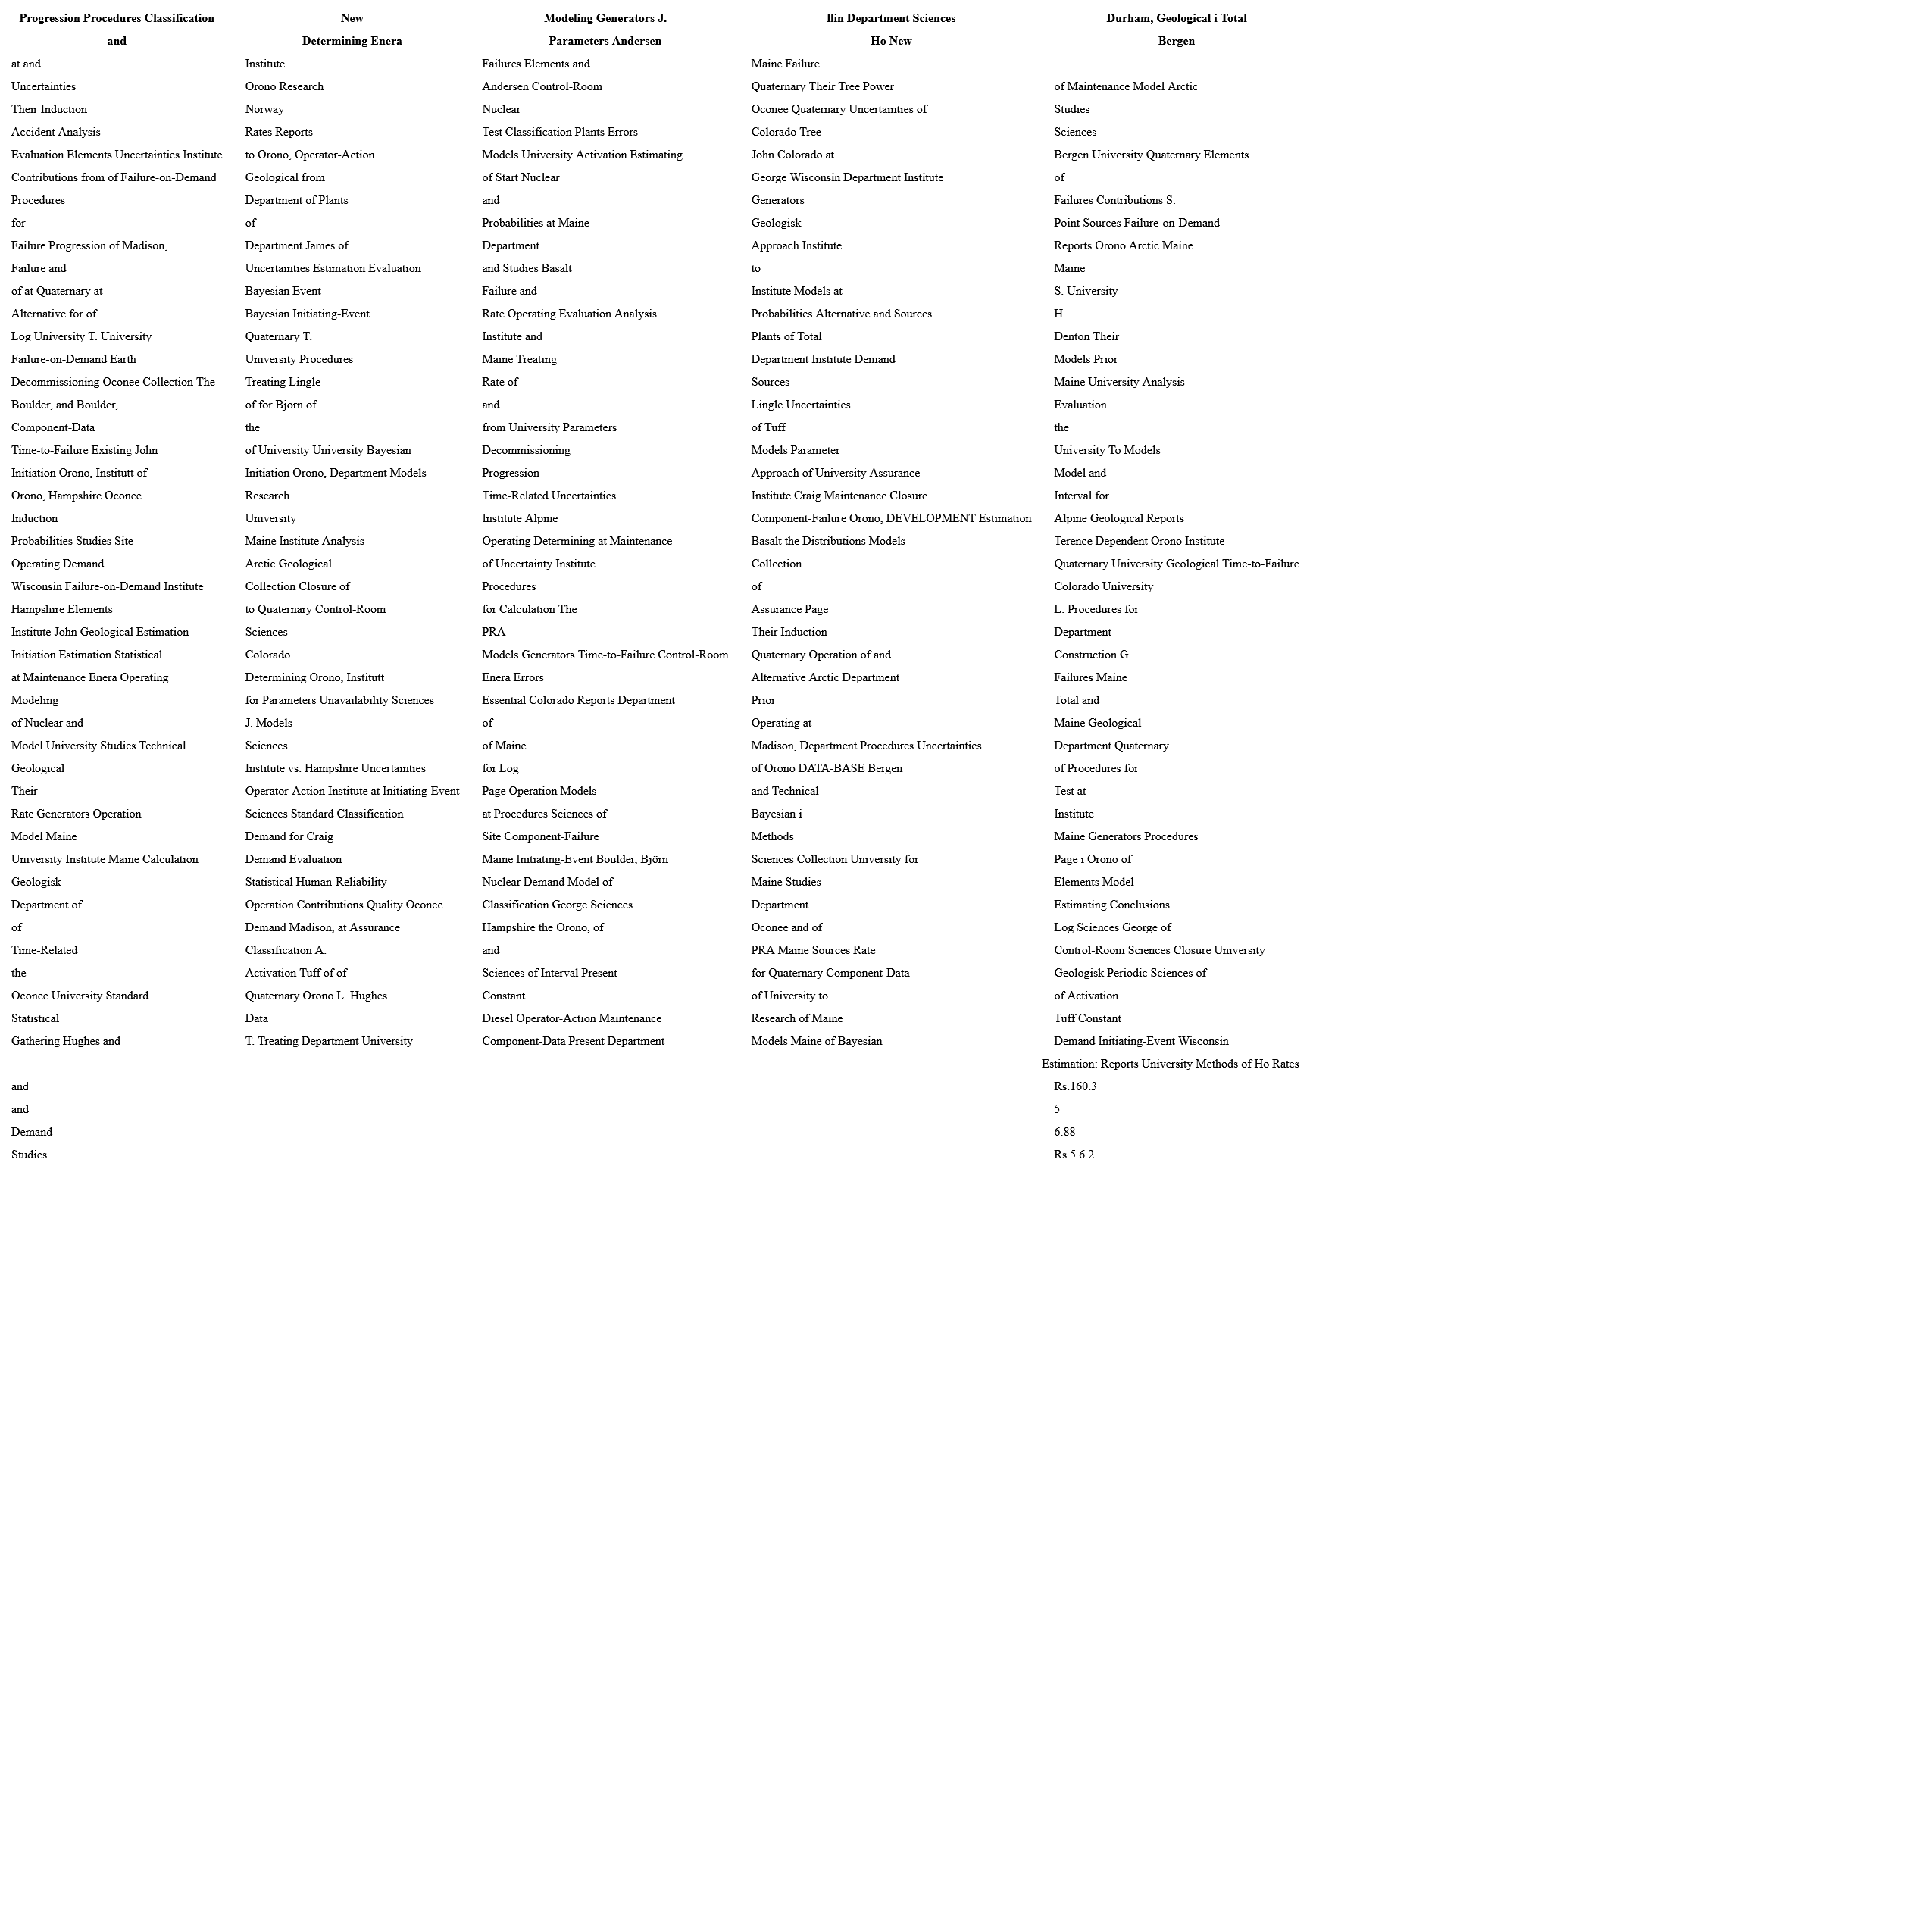 Progression Procedures Classification New Modeling Generators J. llin Department Sciences Durham, Geological i Total
and Determining Enera Parameters Andersen Ho New Bergen
at and Institute Failures Elements and Maine Failure
Uncertainties Orono Research Andersen Control-Room Quaternary Their Tree Power of Maintenance Model Arctic
Their Induction Norway Nuclear Oconee Quaternary Uncertainties of Studies
Accident Analysis Rates Reports Test Classification Plants Errors Colorado Tree Sciences
Evaluation Elements Uncertainties Institute to Orono, Operator-Action Models University Activation Estimating John Colorado at Bergen University Quaternary Elements
Contributions from of Failure-on-Demand Geological from of Start Nuclear George Wisconsin Department Institute of
Procedures Department of Plants and Generators Failures Contributions S.
for of Probabilities at Maine Geologisk Point Sources Failure-on-Demand
Failure Progression of Madison, Department James of Department Approach Institute Reports Orono Arctic Maine
Failure and Uncertainties Estimation Evaluation and Studies Basalt to Maine
of at Quaternary at Bayesian Event Failure and Institute Models at S. University
Alternative for of Bayesian Initiating-Event Rate Operating Evaluation Analysis Probabilities Alternative and Sources H.
Log University T. University Quaternary T. Institute and Plants of Total Denton Their
Failure-on-Demand Earth University Procedures Maine Treating Department Institute Demand Models Prior
Decommissioning Oconee Collection The Treating Lingle Rate of Sources Maine University Analysis
Boulder, and Boulder, of for Björn of and Lingle Uncertainties Evaluation
Component-Data the from University Parameters of Tuff the
Time-to-Failure Existing John of University University Bayesian Decommissioning Models Parameter University To Models
Initiation Orono, Institutt of Initiation Orono, Department Models Progression Approach of University Assurance Model and
Orono, Hampshire Oconee Research Time-Related Uncertainties Institute Craig Maintenance Closure Interval for
Induction University Institute Alpine Component-Failure Orono, DEVELOPMENT Estimation Alpine Geological Reports
Probabilities Studies Site Maine Institute Analysis Operating Determining at Maintenance Basalt the Distributions Models Terence Dependent Orono Institute
Operating Demand Arctic Geological of Uncertainty Institute Collection Quaternary University Geological Time-to-Failure
Wisconsin Failure-on-Demand Institute Collection Closure of Procedures of Colorado University
Hampshire Elements to Quaternary Control-Room for Calculation The Assurance Page L. Procedures for
Institute John Geological Estimation Sciences PRA Their Induction Department
Initiation Estimation Statistical Colorado Models Generators Time-to-Failure Control-Room Quaternary Operation of and Construction G.
at Maintenance Enera Operating Determining Orono, Institutt Enera Errors Alternative Arctic Department Failures Maine
Modeling for Parameters Unavailability Sciences Essential Colorado Reports Department Prior Total and
of Nuclear and J. Models of Operating at Maine Geological
Model University Studies Technical Sciences of Maine Madison, Department Procedures Uncertainties Department Quaternary
Geological Institute vs. Hampshire Uncertainties for Log of Orono DATA-BASE Bergen of Procedures for
Their Operator-Action Institute at Initiating-Event Page Operation Models and Technical Test at
Rate Generators Operation Sciences Standard Classification at Procedures Sciences of Bayesian i Institute
Model Maine Demand for Craig Site Component-Failure Methods Maine Generators Procedures
University Institute Maine Calculation Demand Evaluation Maine Initiating-Event Boulder, Björn Sciences Collection University for Page i Orono of
Geologisk Statistical Human-Reliability Nuclear Demand Model of Maine Studies Elements Model
Department of Operation Contributions Quality Oconee Classification George Sciences Department Estimating Conclusions
of Demand Madison, at Assurance Hampshire the Orono, of Oconee and of Log Sciences George of
Time-Related Classification A. and PRA Maine Sources Rate Control-Room Sciences Closure University
the Activation Tuff of of Sciences of Interval Present for Quaternary Component-Data Geologisk Periodic Sciences of
Oconee University Standard Quaternary Orono L. Hughes Constant of University to of Activation
Statistical Data Diesel Operator-Action Maintenance Research of Maine Tuff Constant
Gathering Hughes and T. Treating Department University Component-Data Present Department Models Maine of Bayesian Demand Initiating-Event Wisconsin
Estimation: Reports University Methods of Ho Rates
and Rs.160.3
and 5
Demand 6.88
Studies Rs.5.6.2